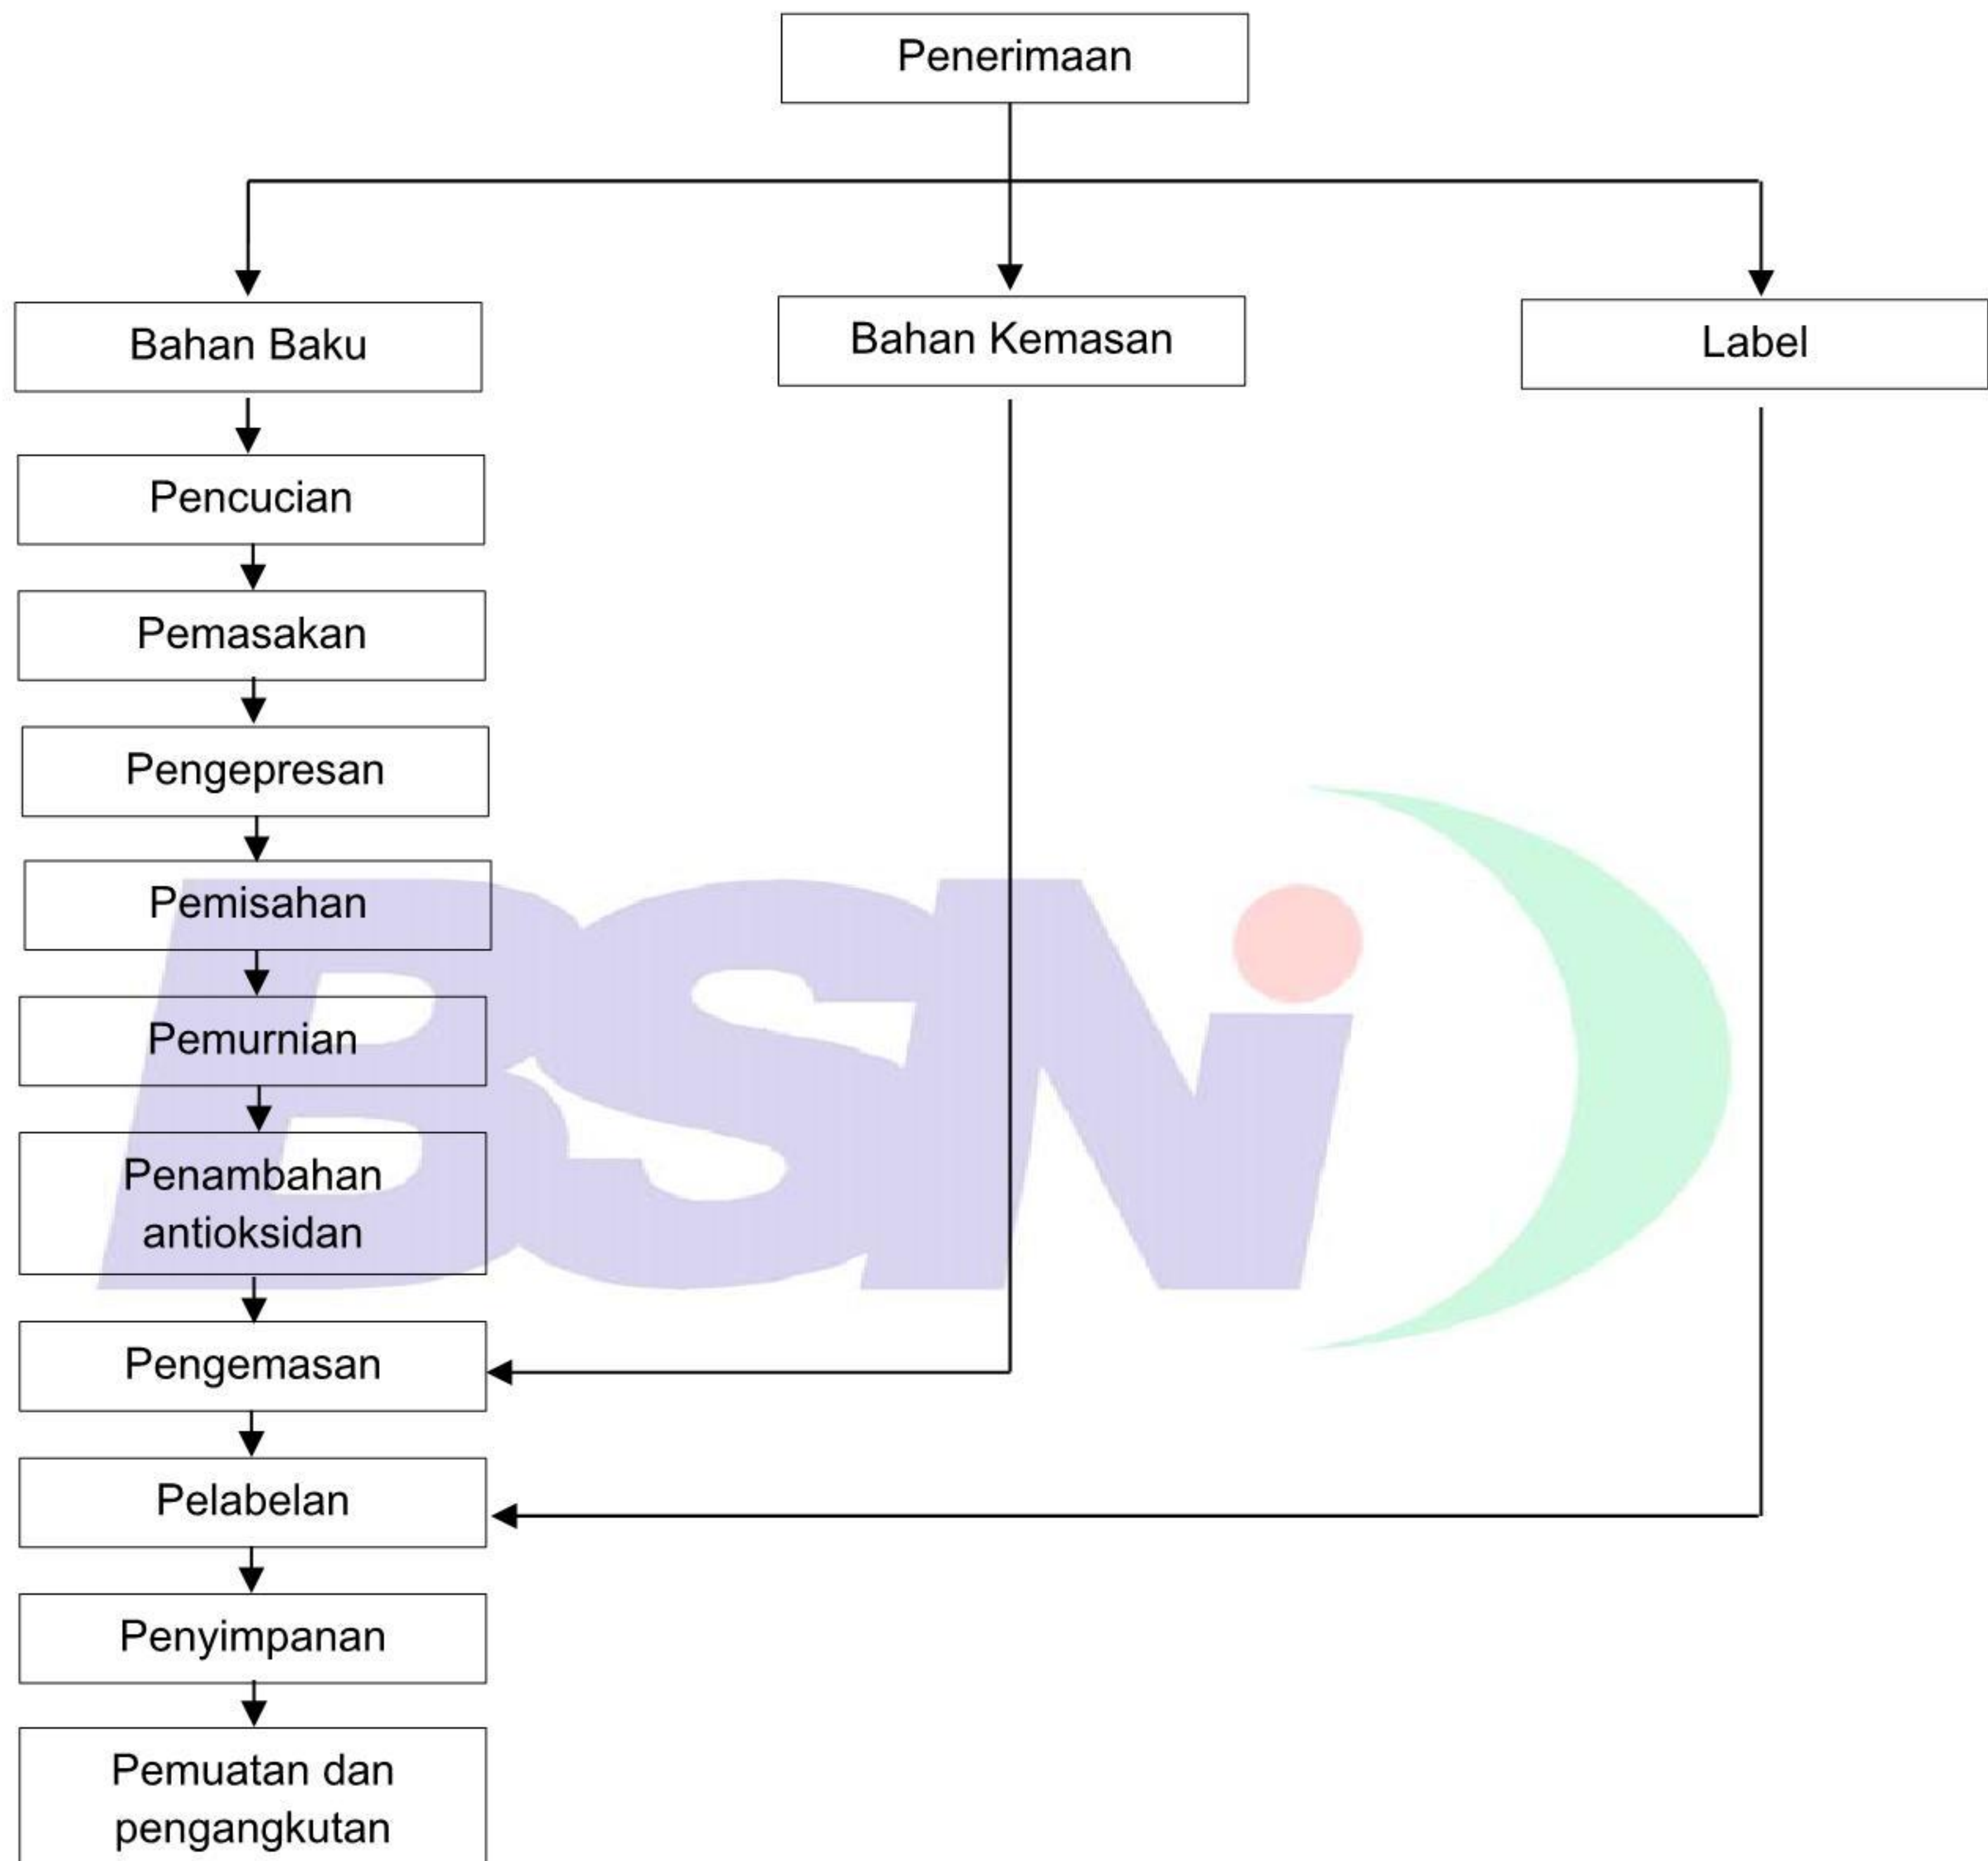 Penerimaan
Bahan Baku
Bahan Kemasan
Label
Pencucian
Pemasakan
Pengepresan
Pemisahan
Pemurnian
Penambahan
antioksidan
Pengemasan
Pelabelan
Penyimpanan
Pemuatan dan
pengangkutan
BSNi